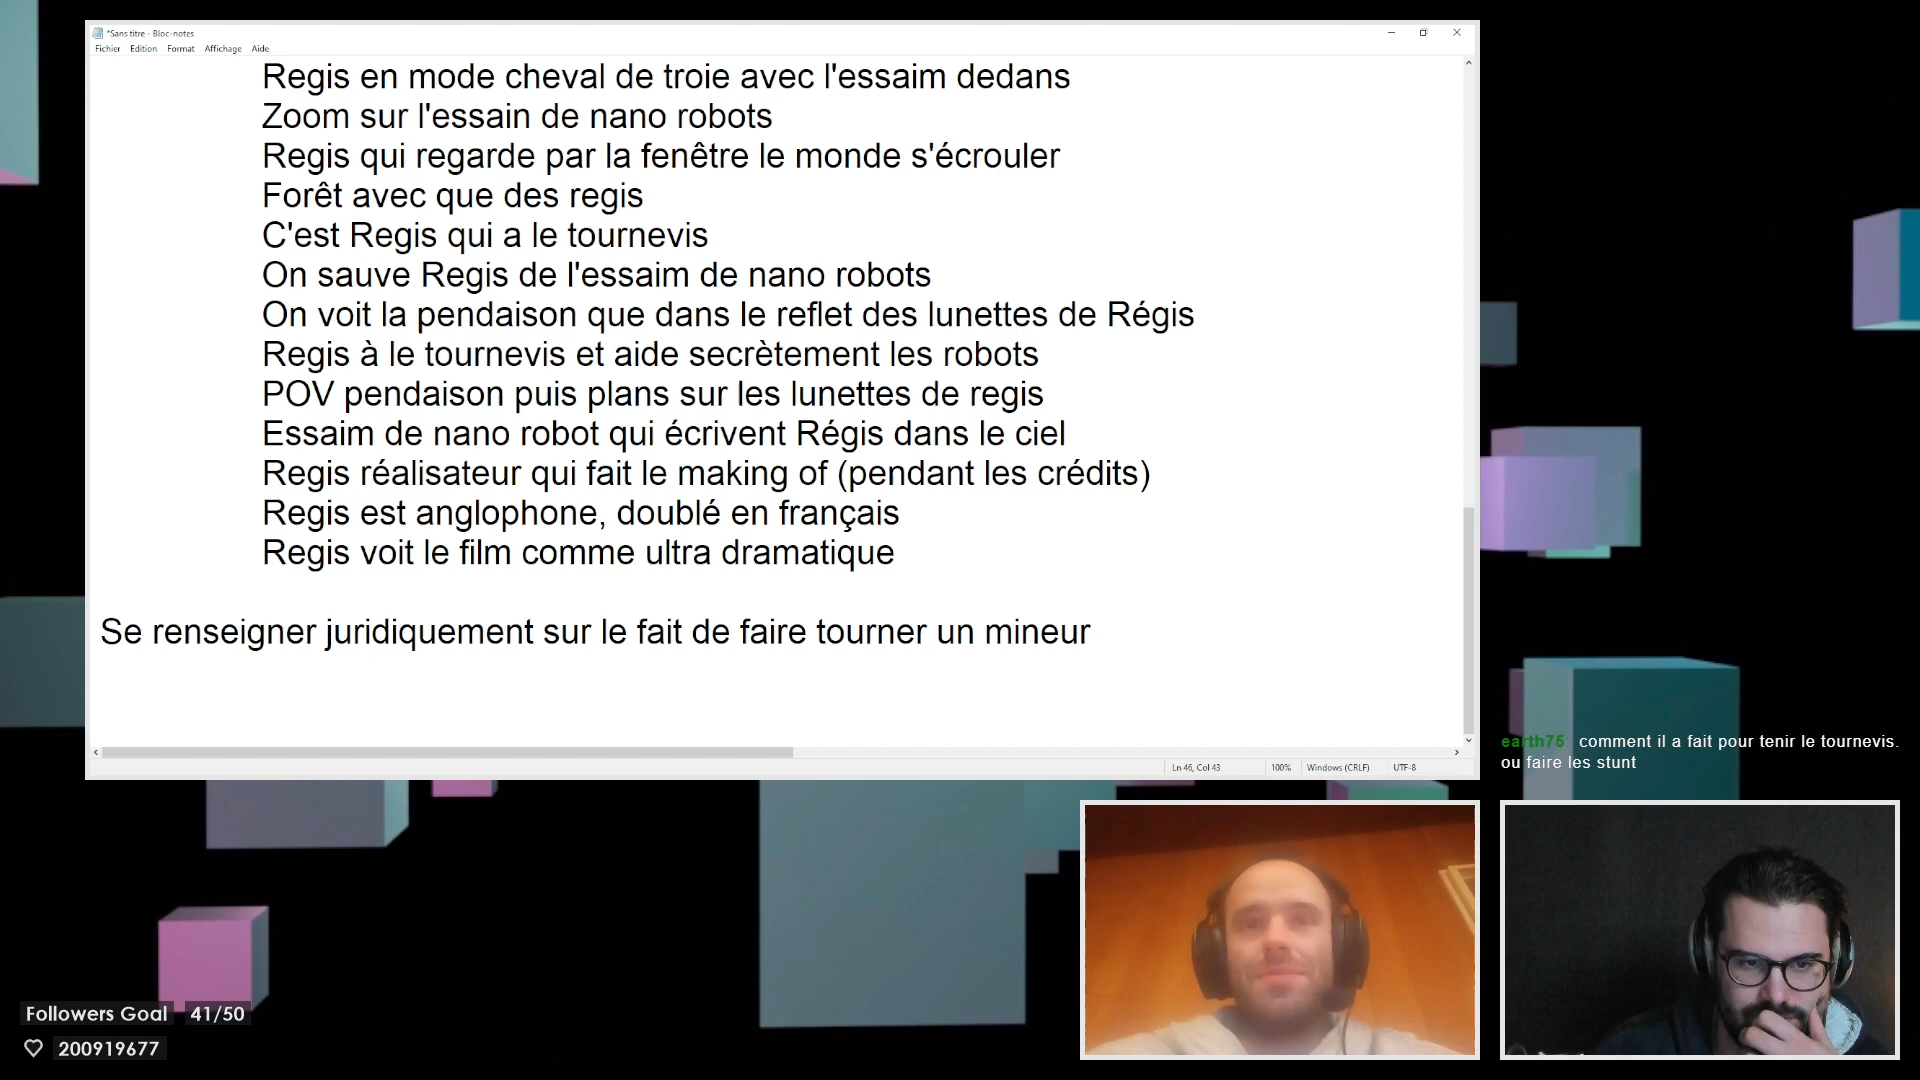 *Sans titre - Bloc-notes
Fichier Edition Format Affichage Aide
Regis en mode cheval de troie avec l'essaim dedans
Zoom sur l'essain de nano robots
Regis qui regarde par la fenêtre le monde s'écrouler
Forêt avec que des regis
C'est Regis qui a le tournevis
On sauve Regis de l'essaim de nano robots
On voit la pendaison que dans le reflet des lunettes de Régis
Regis à le tournevis et aide secrètement les robots
POV pendaison puis plans sur les lunettes de regis
Essaim de nano robot qui écrivent Régis dans le ciel
Regis réalisateur qui fait le making of (pendant les crédits)
Regis est anglophone, doublé en français
Regis voit le film comme ultra dramatique
Se renseigner juridiquement sur le fait de faire tourner un mineur
Ln 46, Col 43 100% Windows (CRLF) UTF-8
earth75 comment il a fait pour tenir le tournevis.
ou faire les stunt
Followers Goal 41/50
200919677